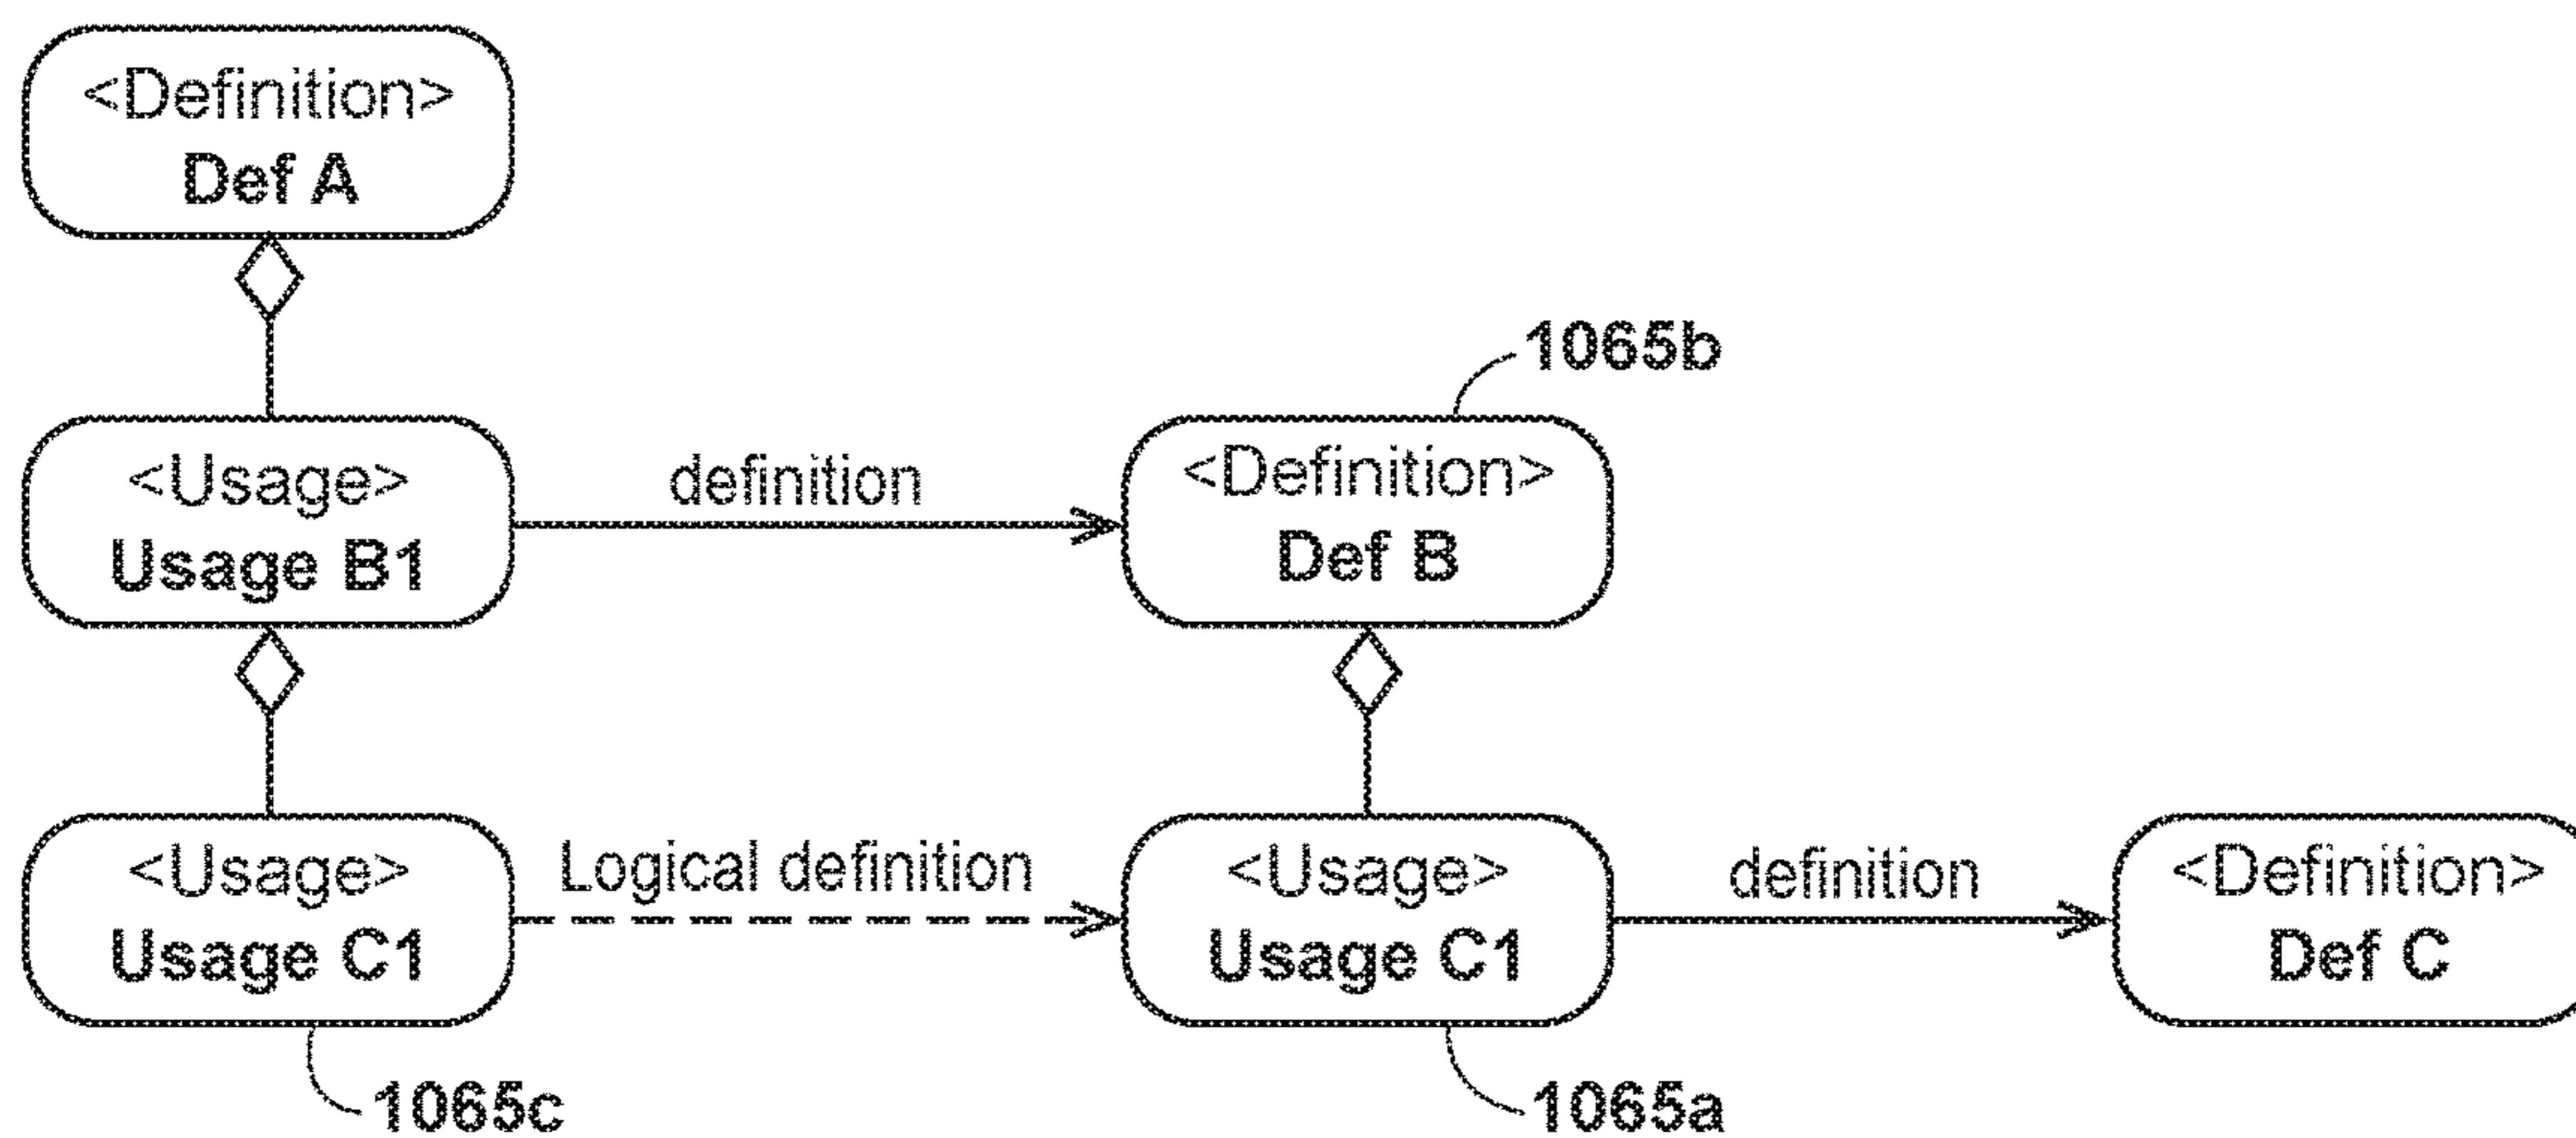 <Definition>
Def A
1065b
<Usage>
Usage B1
definition
<Definition>
Def B
<Usage>
Usage C1
Logical definition
<Usage>
Usage C1
definition
<Definition>
Def C
1065c
1065a